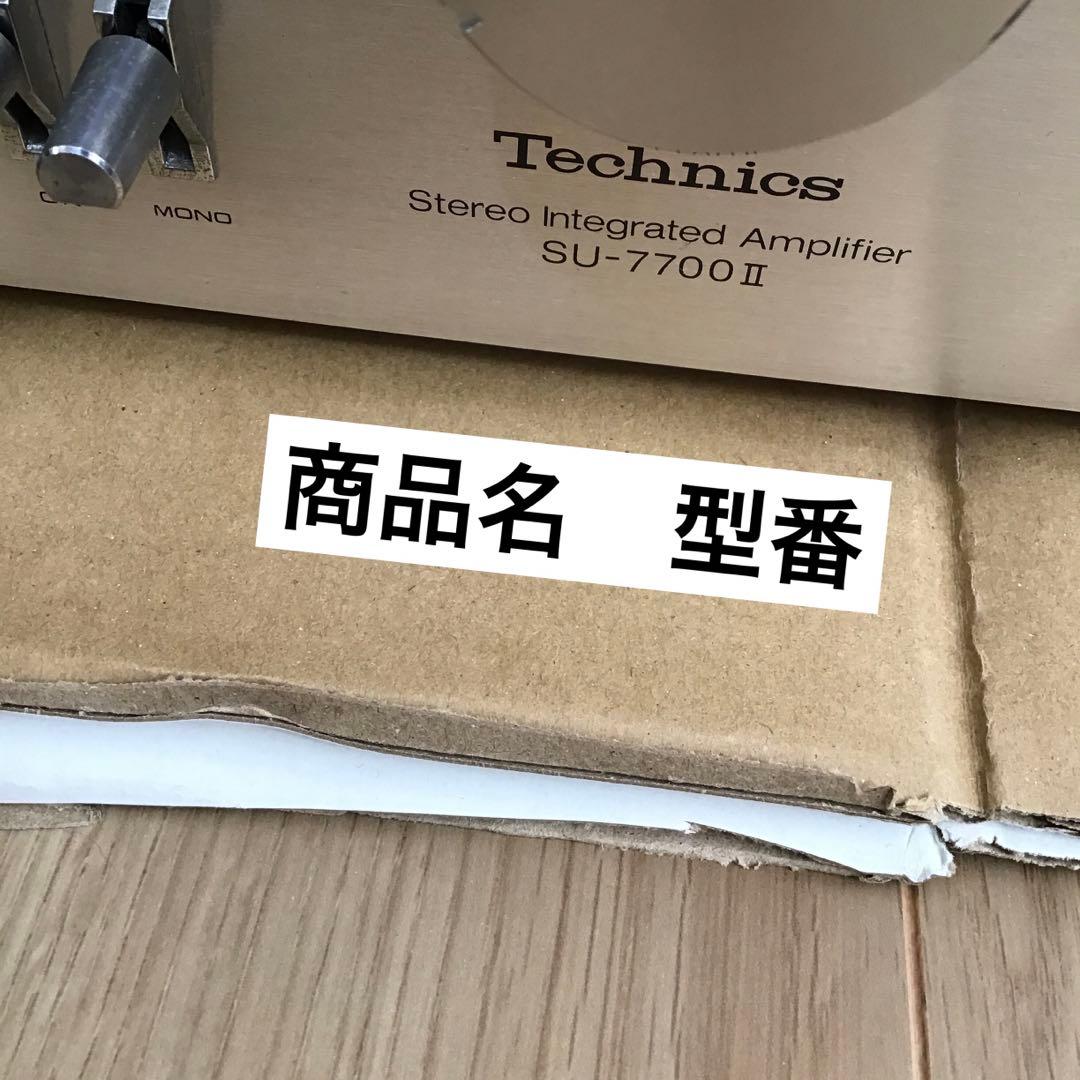 Technics
Stereo Integrated Amplifier
SU-7700II
MONO
商品名 型番